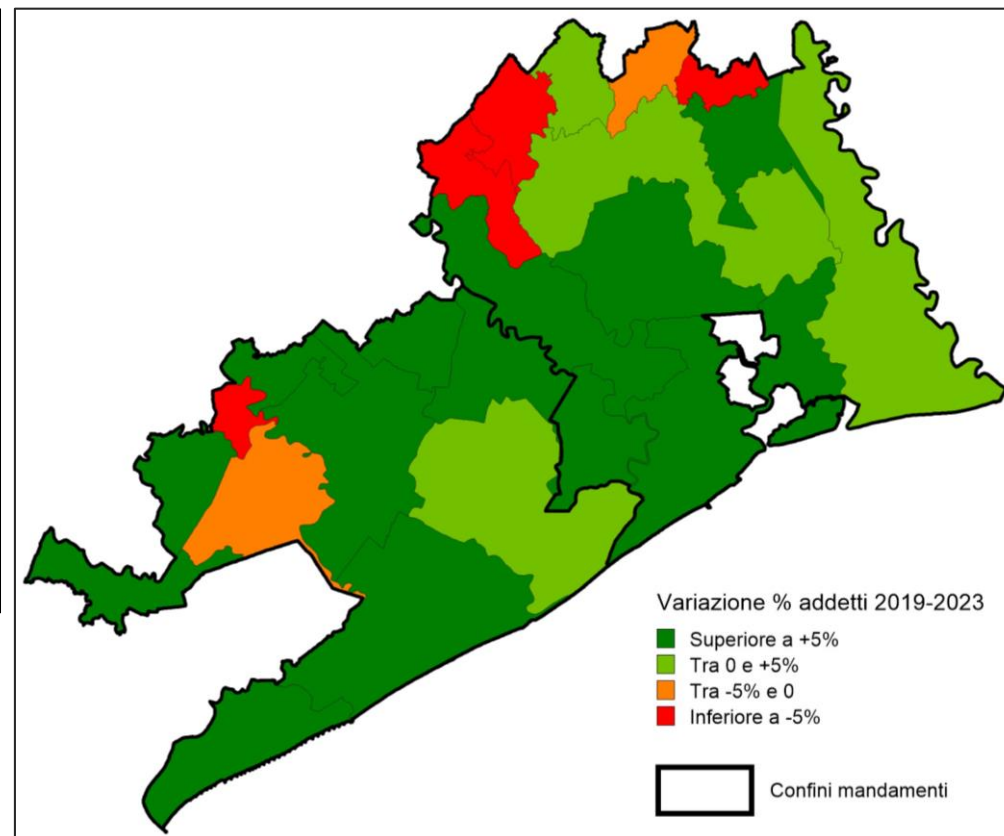 Variazione % addetti 2019-2023
Superiore a +5%
Tra 0 e +5%
Tra -5% e 0
Inferiore a -5%
Confini mandamenti